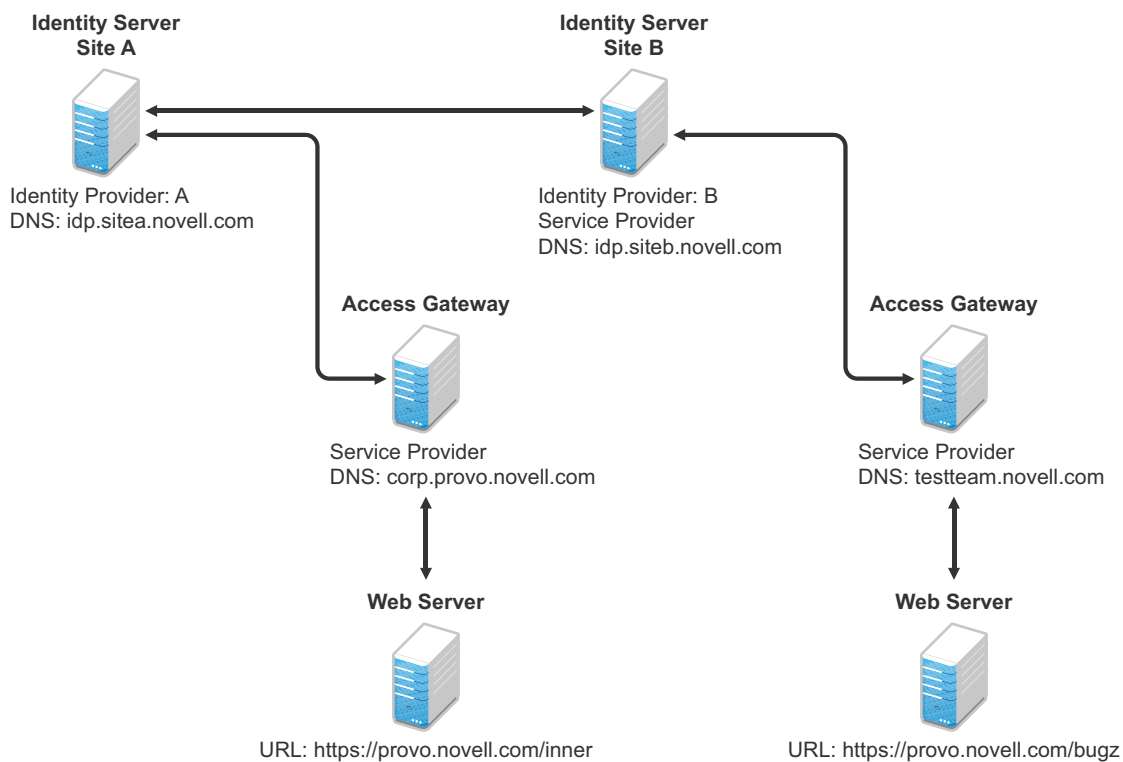 Identity Server
Site A
Identity Server
Site B
Identity Provider: A
DNS: idp.sitea.novell.com
Identity Provider: B
Service Provider
DNS: idp.siteb.novell.com
Access Gateway
Access Gateway
Service Provider
DNS: corp.provo.novell.com
Service Provider
DNS: testteam.novell.com
Web Server
Web Server
URL: https://provo.novell.com/inner
URL: https://provo.novell.com/bugz